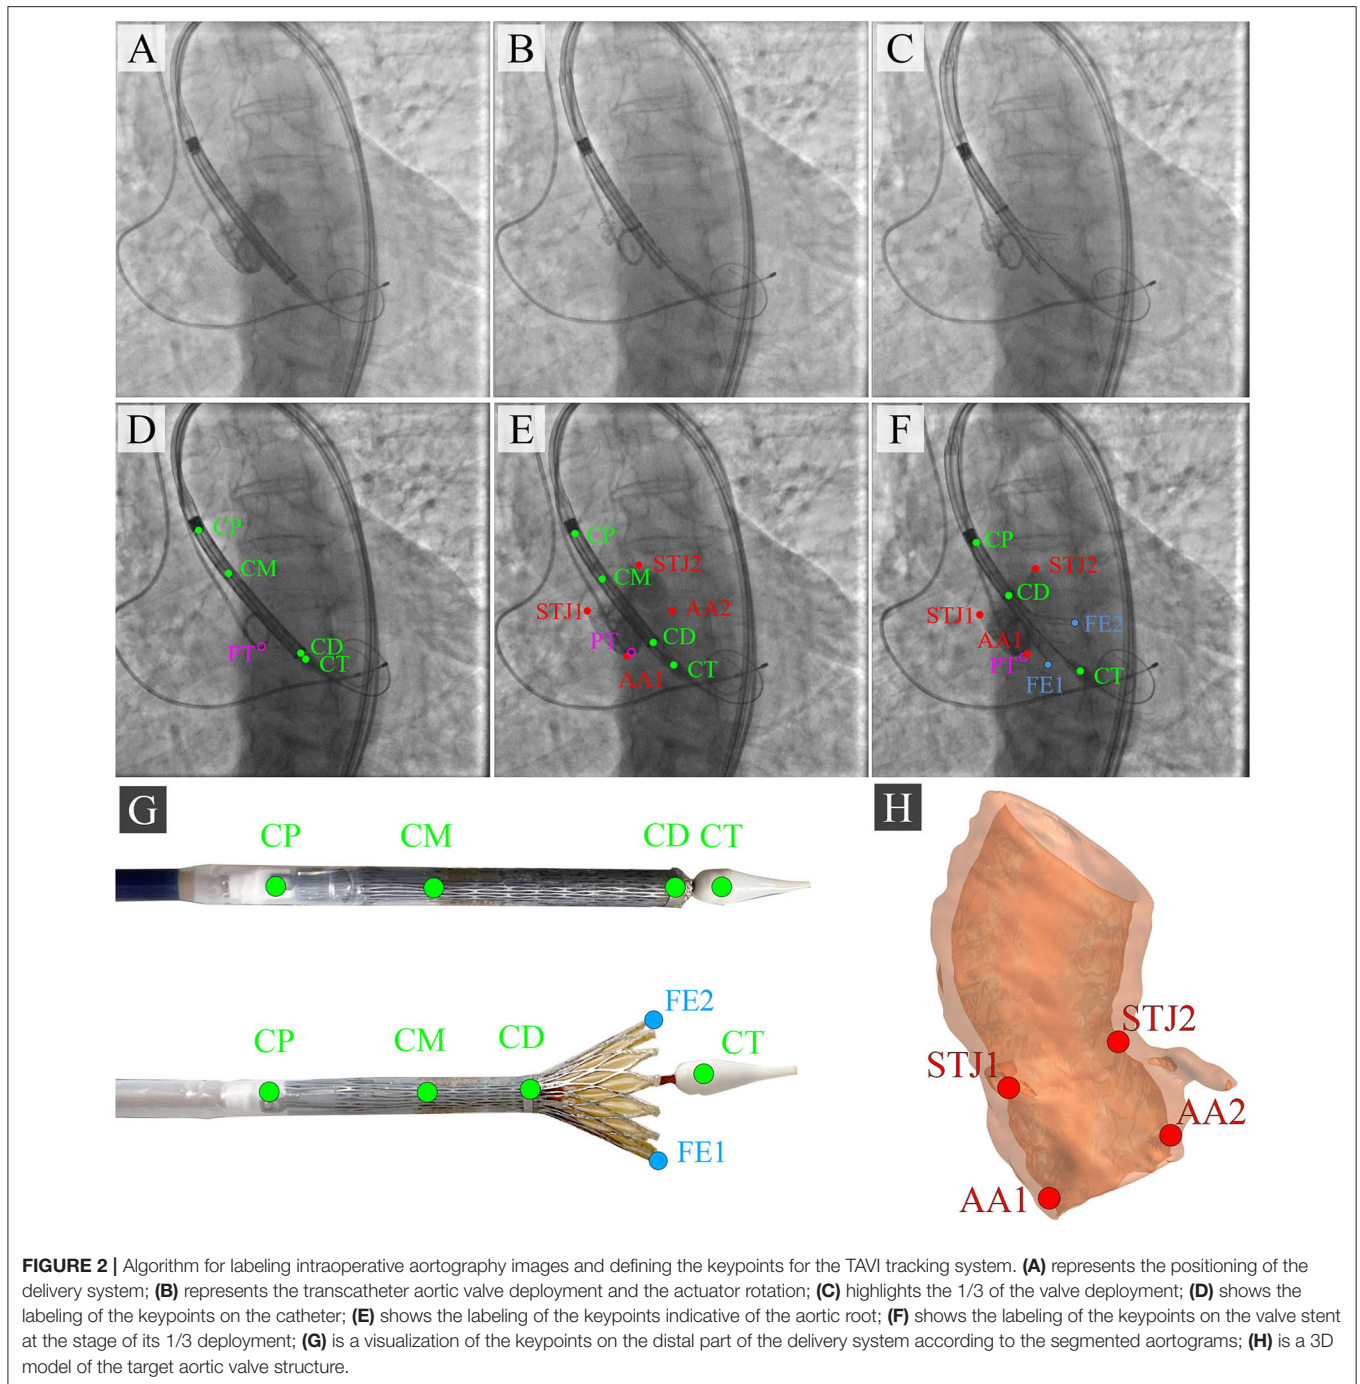 A
B
C
D
CP
CM
PT
CD
CT
E
CP
STJ2
CM
STJ1
AA2
PT
CD
AA1
CT
F
CP
STJ2
CD
STJ1
FE2
AA1
PT
FE1
CT
G
CP CM CD CT
FE2
CP CM CD CT
FE1
H
STJ2
STJ1
AA2
AA1
FIGURE 2 | Algorithm for labeling intraoperative aortography images and defining the keypoints for the TAVI tracking system. (A) represents the positioning of the
delivery system; (B) represents the transcatheter aortic valve deployment and the actuator rotation; (C) highlights the 1/3 of the valve deployment; (D) shows the
labeling of the keypoints on the catheter; (E) shows the labeling of the keypoints indicative of the aortic root; (F) shows the labeling of the keypoints on the valve stent
at the stage of its 1/3 deployment; (G) is a visualization of the keypoints on the distal part of the delivery system according to the segmented aortograms; (H) is a 3D
model of the target aortic valve structure.